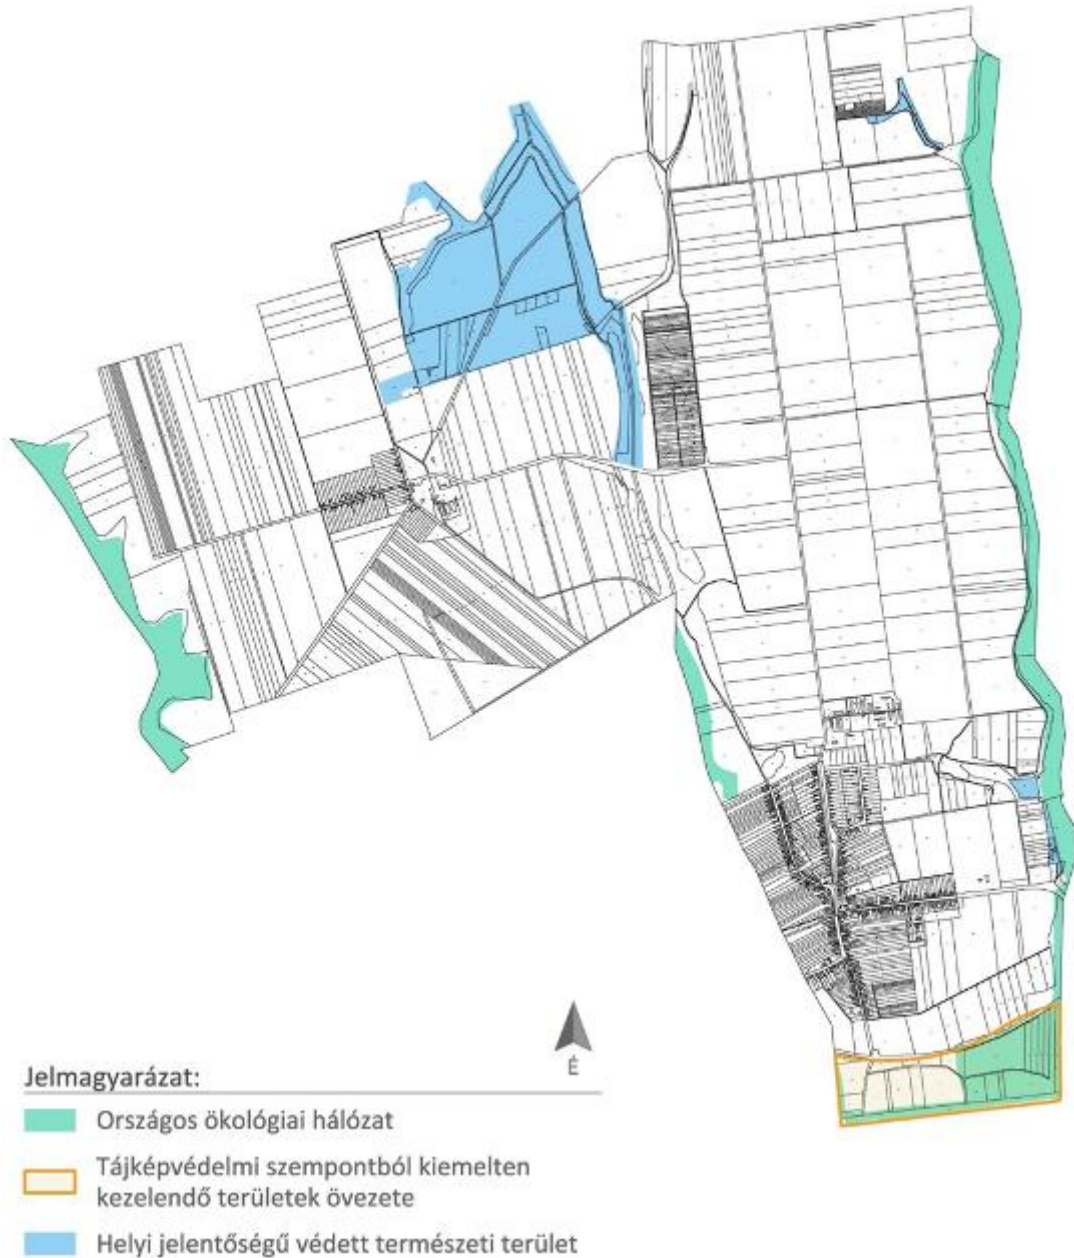 É
Jelmagyarázat:
Országos ökológiai hálózat
Tájképvédelmi szempontból kiemelten
kezelendő területek övezete
Helyi jelentőségű védett természeti terület